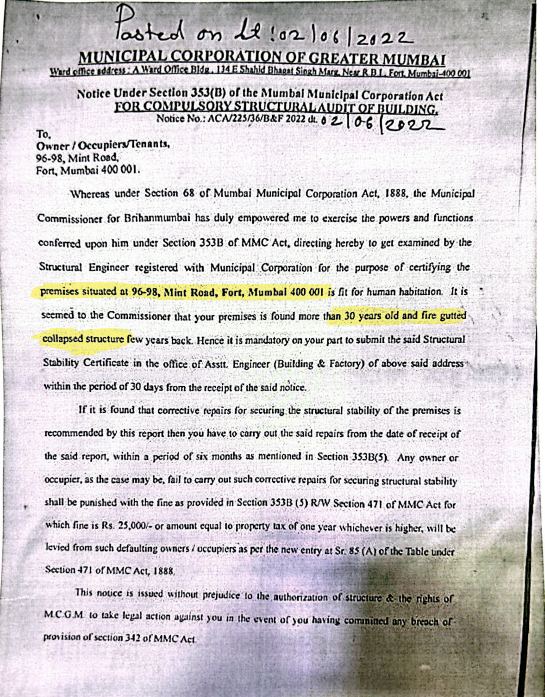 Pasted on dt: 02/06/2022
MUNICIPAL CORPORATION OF GREATER MUMBAI
Ward office address : A Ward Office Bldg., 134 E Shahid Bhagat Singh Marg, Near R.B.I., Fort, Mumbai-400 001
Notice Under Section 353(B) of the Mumbai Municipal Corporation Act
FOR COMPULSORY STRUCTURAL AUDIT OF BUILDING.
Notice No.: ACA/225/36/B&F 2022 dt. 02/06/2022
To,
Owner / Occupiers/Tenants,
96-98, Mint Road,
Fort, Mumbai 400 001.
Whereas under Section 68 of Mumbai Municipal Corporation Act, 1888, the Municipal
Commissioner for Brihanmumbai has duly empowered me to exercise the powers and functions
conferred upon him under Section 353B of MMC Act, directing hereby to get examined by the
Structural Engineer registered with Municipal Corporation for the purpose of certifying the
premises situated at 96-98, Mint Road, Fort, Mumbai 400 001 is fit for human habitation. It is
seemed to the Commissioner that your premises is found more than 30 years old and fire gutted
collapsed structure few years back. Hence it is mandatory on your part to submit the said Structural
Stability Certificate in the office of Asstt. Engineer (Building & Factory) of above said address
within the period of 30 days from the receipt of the said notice.
If it is found that corrective repairs for securing the structural stability of the premises is
recommended by this report then you have to carry out the said repairs from the date of receipt of
the said report, within a period of six months as mentioned in Section 353B(5). Any owner or
occupier, as the case may be, fail to carry out such corrective repairs for securing structural stability
shall be punished with the fine as provided in Section 353B (5) R/W Section 471 of MMC Act for
which fine is Rs. 25,000/- or amount equal to property tax of one year whichever is higher, will be
levied from such defaulting owners / occupiers as per the new entry at Sr. 85 (A) of the Table under
Section 471 of MMC Act, 1888.
This notice is issued without prejudice to the authorization of structure & the rights of
M.C.G.M. to take legal action against you in the event of you having committed any breach of
provision of section 342 of MMC Act.